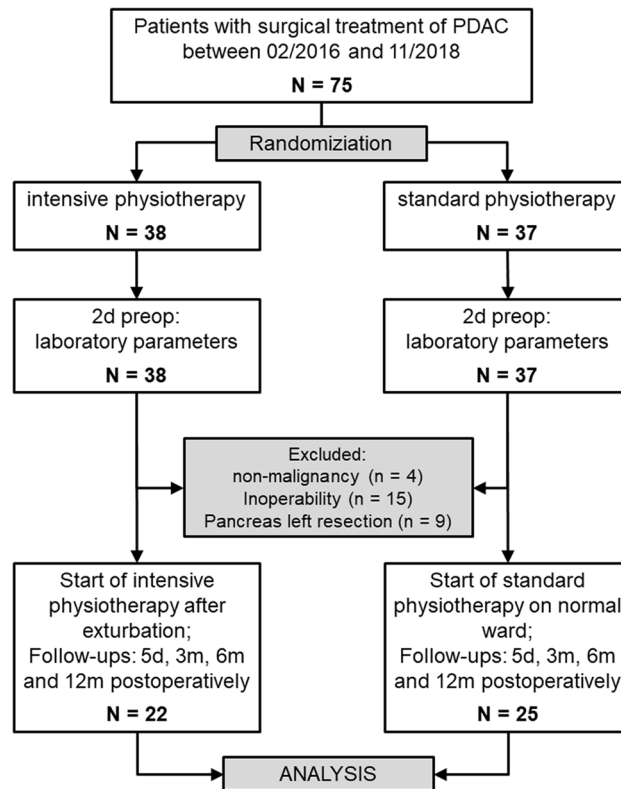 Patients with surgical treatment of PDAC
between 02/2016 and 11/2018
N = 75
Randomiziation
intensive physiotherapy
N = 38
standard physiotherapy
N = 37
2d preop:
laboratory parameters
N = 38
2d preop:
laboratory parameters
N = 37
Excluded:
non-malignancy (n = 4)
Inoperability (n = 15)
Pancreas left resection (n = 9)
Start of intensive
physiotherapy after
exturbation;
Follow-ups: 5d, 3m, 6m
and 12m postoperatively
N = 22
Start of standard
physiotherapy on normal
ward;
Follow-ups: 5d, 3m, 6m
and 12m postoperatively
N = 25
ANALYSIS